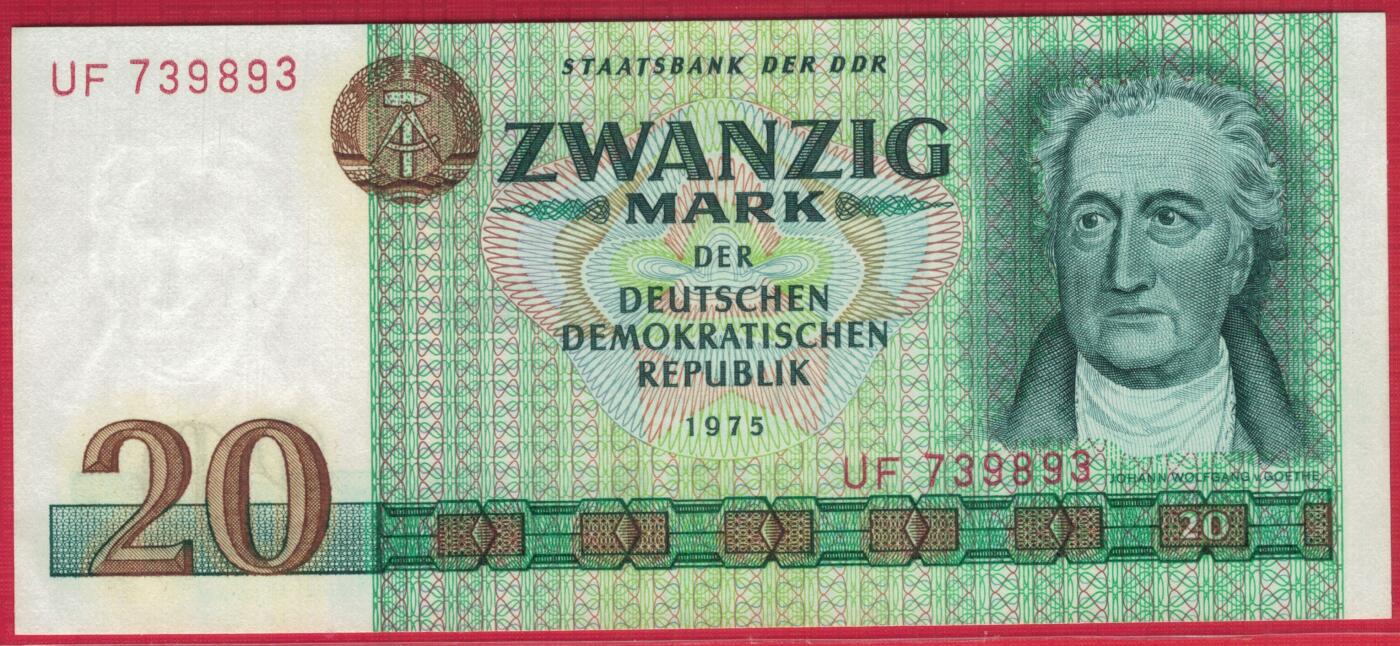 UF 739893
STAATSBANK DER DDR
ZWANZIG
MARK
DER
DEUTSCHEN
DEMOKRATISCHEN
REPUBLIK
1975
UF 739893
JOHANN WOLFGANG v. GOETHE
20
20